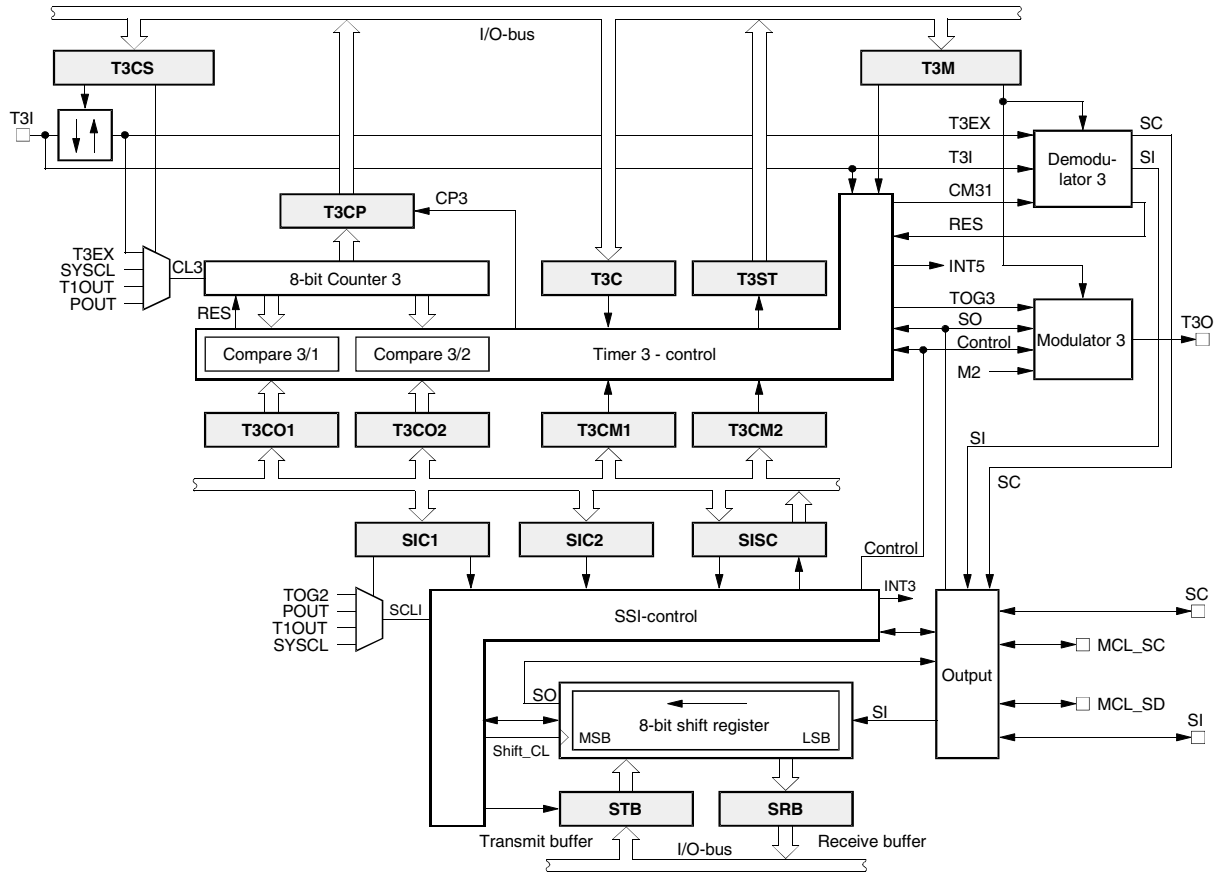 I/O-bus
T3CS
T3M
T3I
T3EX
SC
T3I
SI
Demodu-
lator 3
CM31
T3CP
CP3
RES
T3EX
SYSCL
T1OUT
POUT
CL3
8-bit Counter 3
T3C
T3ST
INT5
RES
TOG3
SO
Control
M2
Modulator 3
T3O
Compare 3/1
Compare 3/2
Timer 3 - control
T3CO1
T3CO2
T3CM1
T3CM2
SI
SC
SIC1
SIC2
SISC
Control
TOG2
POUT
T1OUT
SYSCL
SCLI
SSI-control
INT3
SC
MCL_SC
Output
MCL_SD
SI
SO
8-bit shift register
MSB
LSB
SI
Shift_CL
STB
SRB
Transmit buffer
I/O-bus
Receive buffer